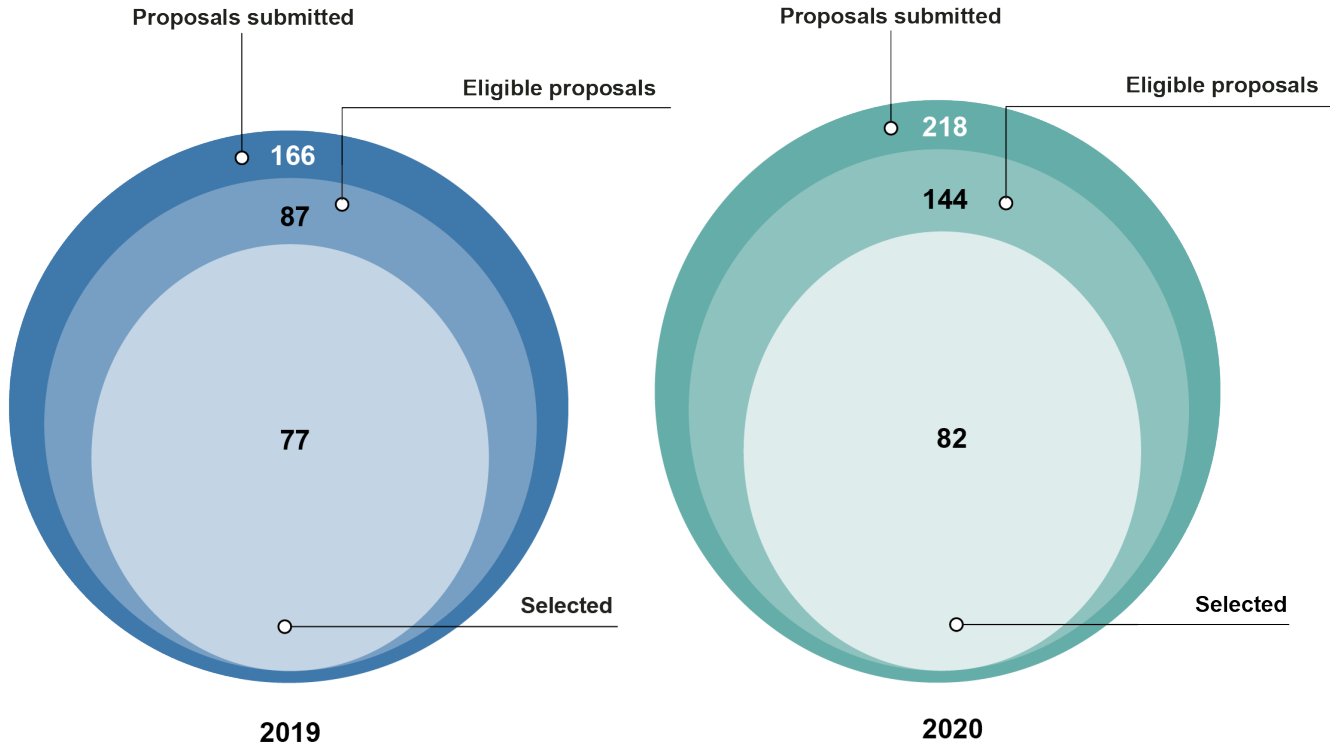 Proposals submitted
Eligible proposals
166
87
77
Selected
2019
Proposals submitted
Eligible proposals
218
144
82
Selected
2020